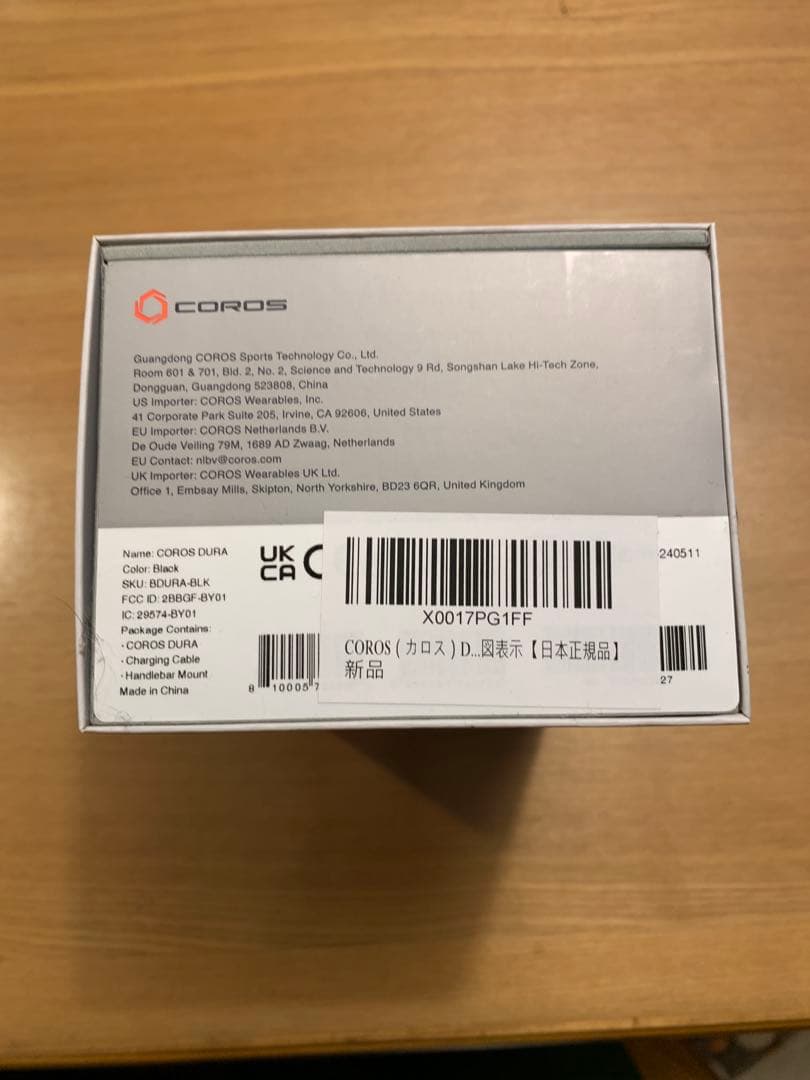 COROS
Guangdong COROS Sports Technology Co., Ltd.
Room 601 & 701, Bld. 2, No. 2, Science and Technology 9 Rd, Songshan Lake Hi-Tech Zone,
Dongguan, Guangdong 523808, China
US Importer: COROS Wearables, Inc.
41 Corporate Park Suite 205, Irvine, CA 92606, United States
EU Importer: COROS Netherlands B.V.
De Oude Veiling 79M, 1689 AD Zwaag, Netherlands
EU Contact: nlbv@coros.com
UK Importer: COROS Wearables UK Ltd.
Office 1, Embsay Mills, Skipton, North Yorkshire, BD23 6QR, United Kingdom
Name: COROS DURA
Color: Black
SKU: BDURA-BLK
FCC ID: 2BBGF-BY01
IC: 29574-BY01
Package Contains:
· COROS DURA
· Charging Cable
· Handlebar Mount
Made in China
UK
CA
8 10005 7
X0017PG1FF
COROS ( カロス ) D...図表示【日本正規品】
新品
240511
27